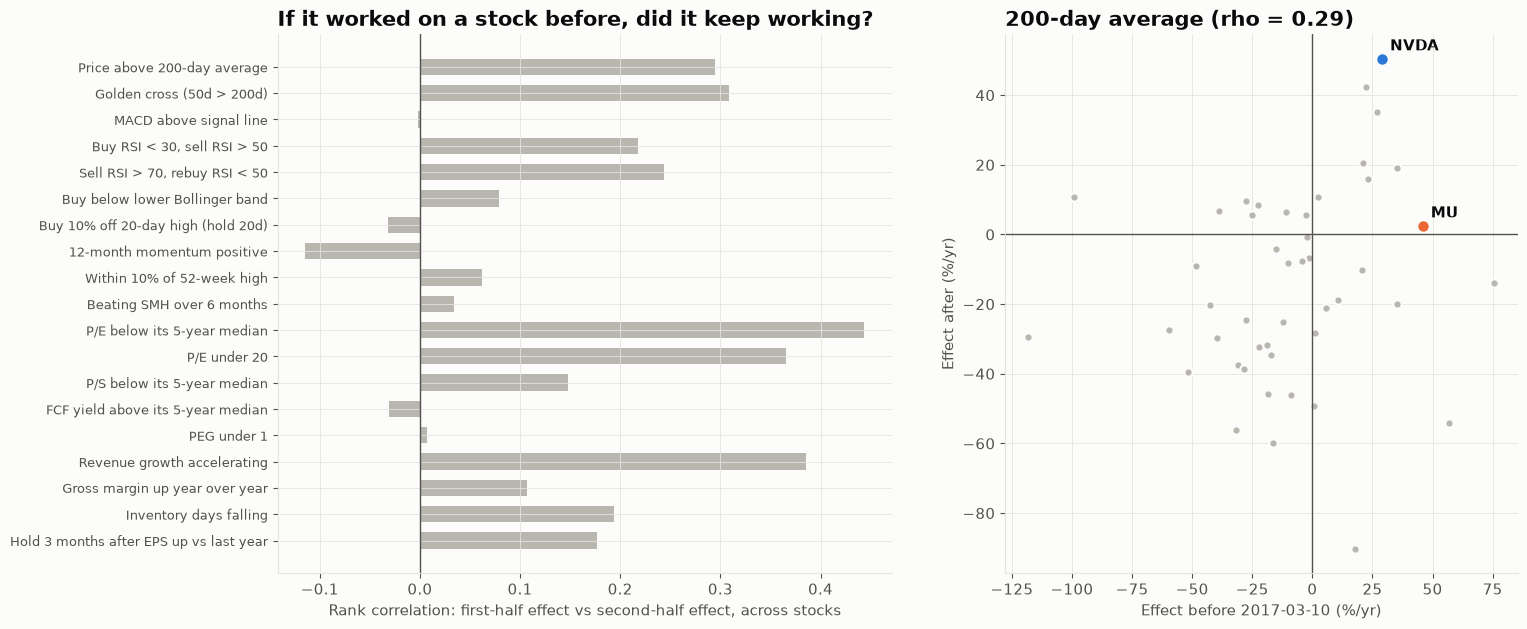 If it worked on a stock before, did it keep working?
Price above 200-day average
Golden cross (50d > 200d)
MACD above signal line
Buy RSI < 30, sell RSI > 50
Sell RSI > 70, rebuy RSI < 50
Buy below lower Bollinger band
Buy 10% off 20-day high (hold 20d)
12-month momentum positive
Within 10% of 52-week high
Beating SMH over 6 months
P/E below its 5-year median
P/E under 20
P/S below its 5-year median
FCF yield above its 5-year median
PEG under 1
Revenue growth accelerating
Gross margin up year over year
Inventory days falling
Hold 3 months after EPS up vs last year
−0.1 0.0 0.1 0.2 0.3 0.4
Rank correlation: first-half effect vs second-half effect, across stocks
200-day average (rho = 0.29)
NVDA
MU
Effect after (%/yr)
40
20
0
−20
−40
−60
−80
−125 −100 −75 −50 −25 0 25 50 75
Effect before 2017-03-10 (%/yr)